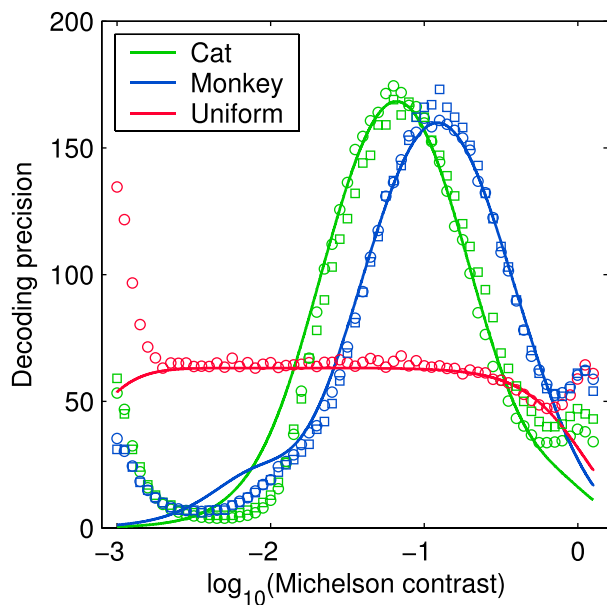 200
150
100
50
0
Decoding precision
Cat
Monkey
Uniform
−3
−2
−1
0
log10(Michelson contrast)